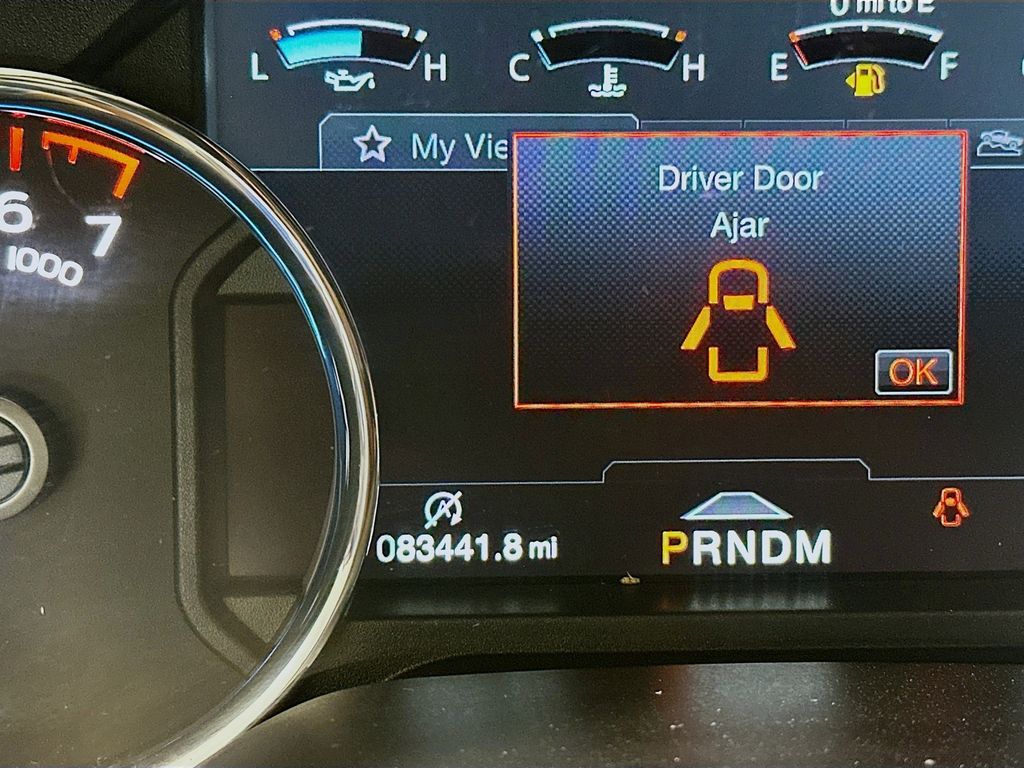 0 mi to E
L H
C H
E F
My Vie
Driver Door
Ajar
OK
6 7
1000
083441.8 mi
PRNDM